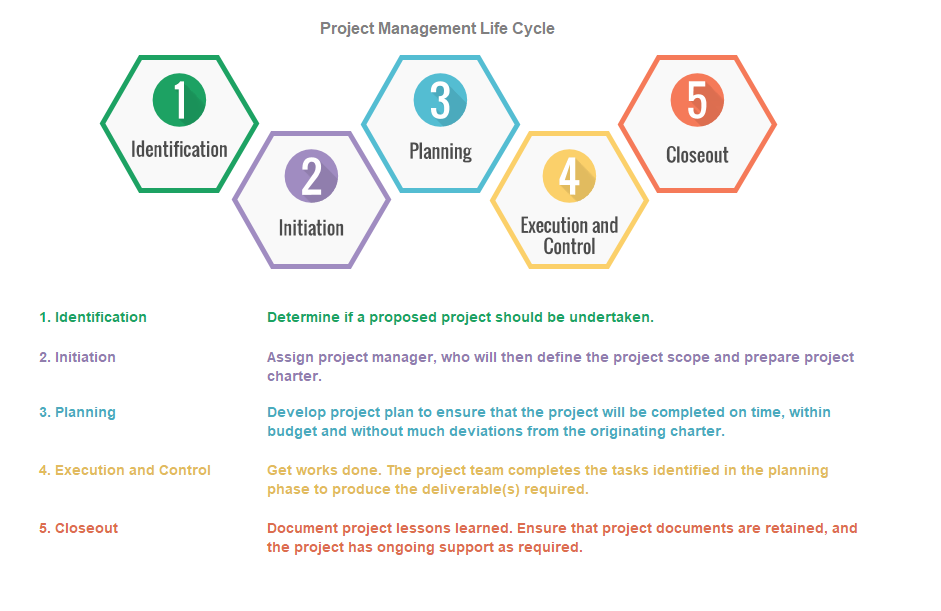 Project Management Life Cycle
1
Identification
2
Initiation
3
Planning
4
Execution and
Control
5
Closeout
1. Identification
Determine if a proposed project should be undertaken.
2. Initiation
Assign project manager, who will then define the project scope and prepare project
charter.
3. Planning
Develop project plan to ensure that the project will be completed on time, within
budget and without much deviations from the originating charter.
4. Execution and Control
Get works done. The project team completes the tasks identified in the planning
phase to produce the deliverable(s) required.
5. Closeout
Document project lessons learned. Ensure that project documents are retained, and
the project has ongoing support as required.